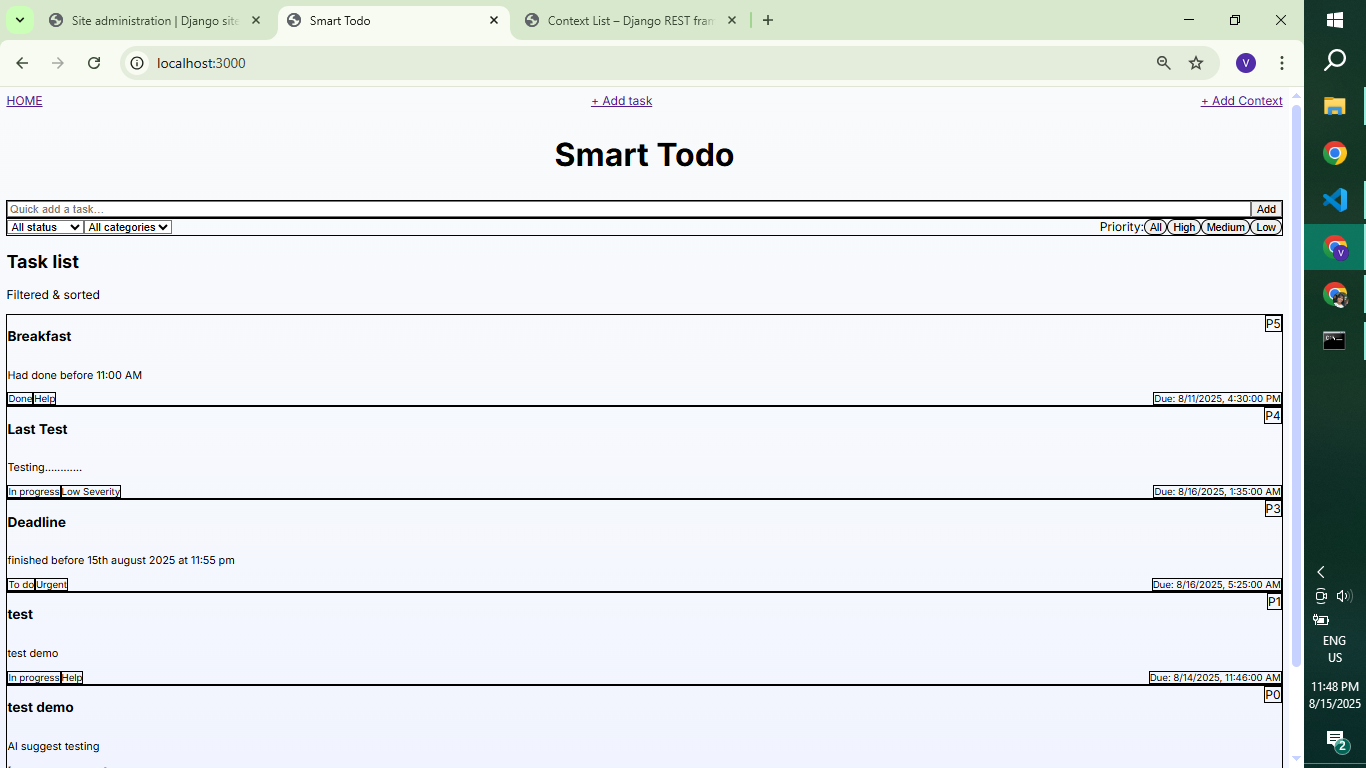 Site administration | Django site
Smart Todo
Context List – Django REST fram
localhost:3000
V
HOME
+ Add task
+ Add Context
Smart Todo
Quick add a task...
Add
All status
All categories
Priority: All High Medium Low
Task list
Filtered & sorted
P5
Breakfast
Had done before 11:00 AM
Done Help
Due: 8/11/2025, 4:30:00 PM
P4
Last Test
Testing............
In progress Low Severity
Due: 8/16/2025, 1:35:00 AM
P3
Deadline
finished before 15th august 2025 at 11:55 pm
To do Urgent
Due: 8/16/2025, 5:25:00 AM
P1
test
test demo
In progress Help
Due: 8/14/2025, 11:46:00 AM
P0
test demo
AI suggest testing
V
ENG
US
11:48 PM
8/15/2025
2